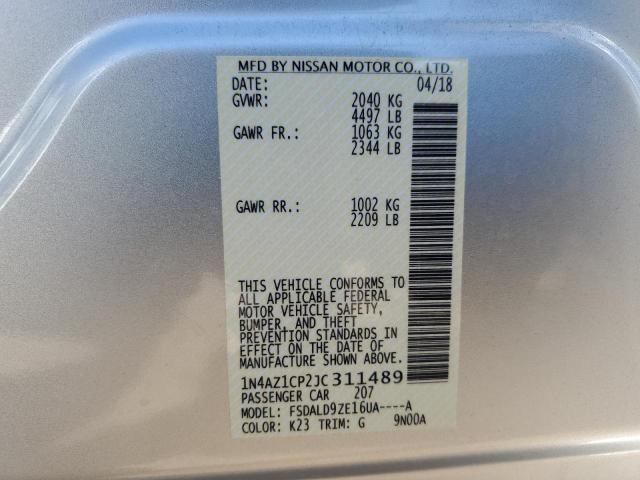 MFD BY NISSAN MOTOR CO., LTD.
DATE: 04/18
GVWR: 2040 KG
4497 LB
GAWR FR.: 1063 KG
2344 LB
GAWR RR.: 1002 KG
2209 LB
THIS VEHICLE CONFORMS TO
ALL APPLICABLE FEDERAL
MOTOR VEHICLE SAFETY,
BUMPER, AND THEFT
PREVENTION STANDARDS IN
EFFECT ON THE DATE OF
MANUFACTURE SHOWN ABOVE.
1N4AZ1CP2JC311489
PASSENGER CAR 207
MODEL: FSDALD9ZE16UA----A
COLOR: K23 TRIM: G 9N00A